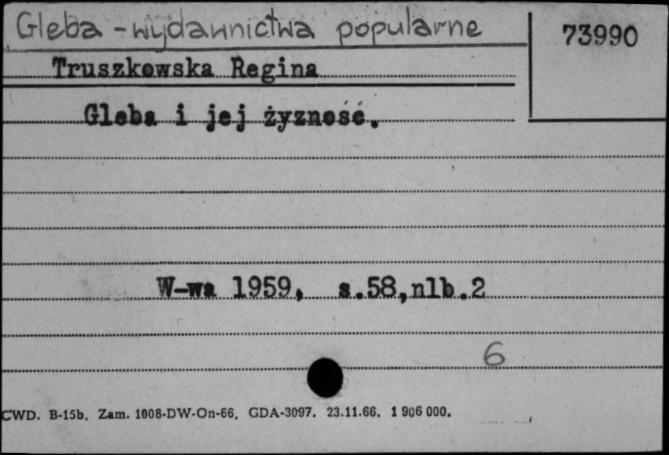 Gleba - wydawnictwa popularne
73990
Truszkowska Regina
Gleba i jej żyzność.
W-wa 1959, s.58,nlb.2
6
CWD. B-15b. Zam. 1008-DW-On-66. GDA-3097. 23.11.66. 1 906 000.